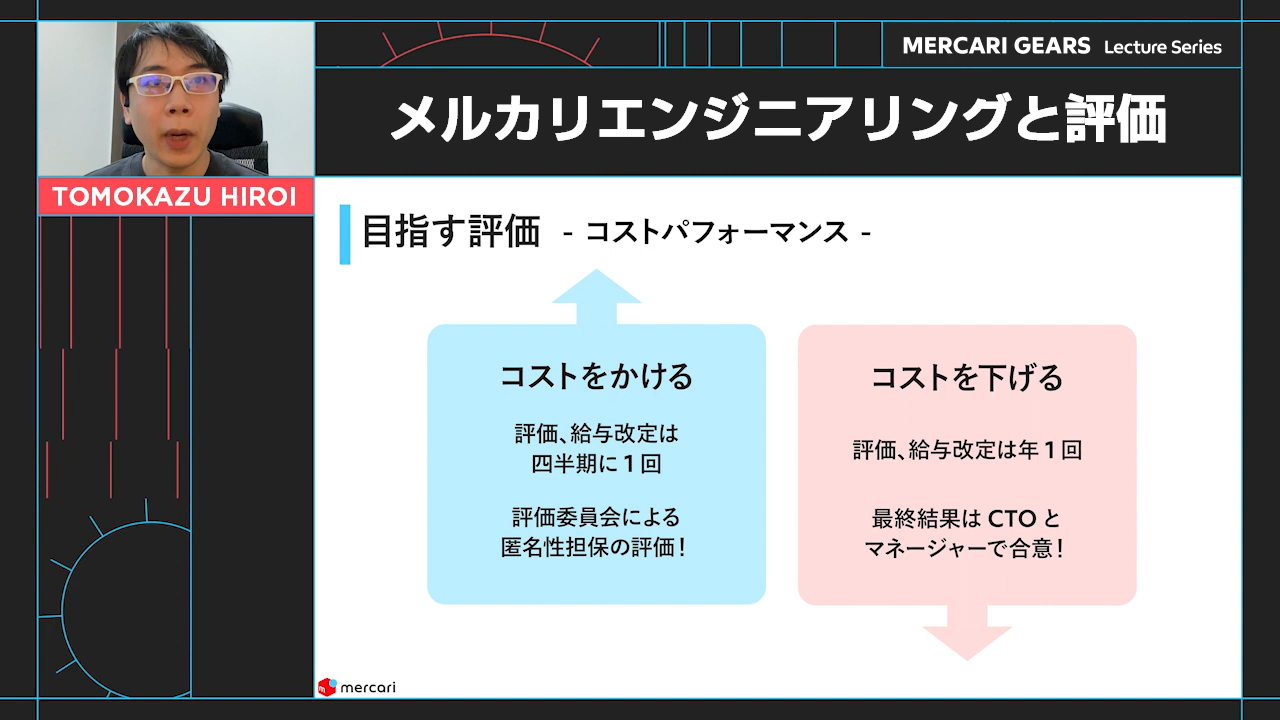 MERCARI GEARS Lecture Series
メルカリエンジニアリングと評価
TOMOKAZU HIROI
目指す評価 - コストパフォーマンス -
コストをかける
評価、給与改定は
四半期に1回
評価委員会による
匿名性担保の評価!
コストを下げる
評価、給与改定は年1回
最終結果は CTO と
マネージャーで合意!
mercari